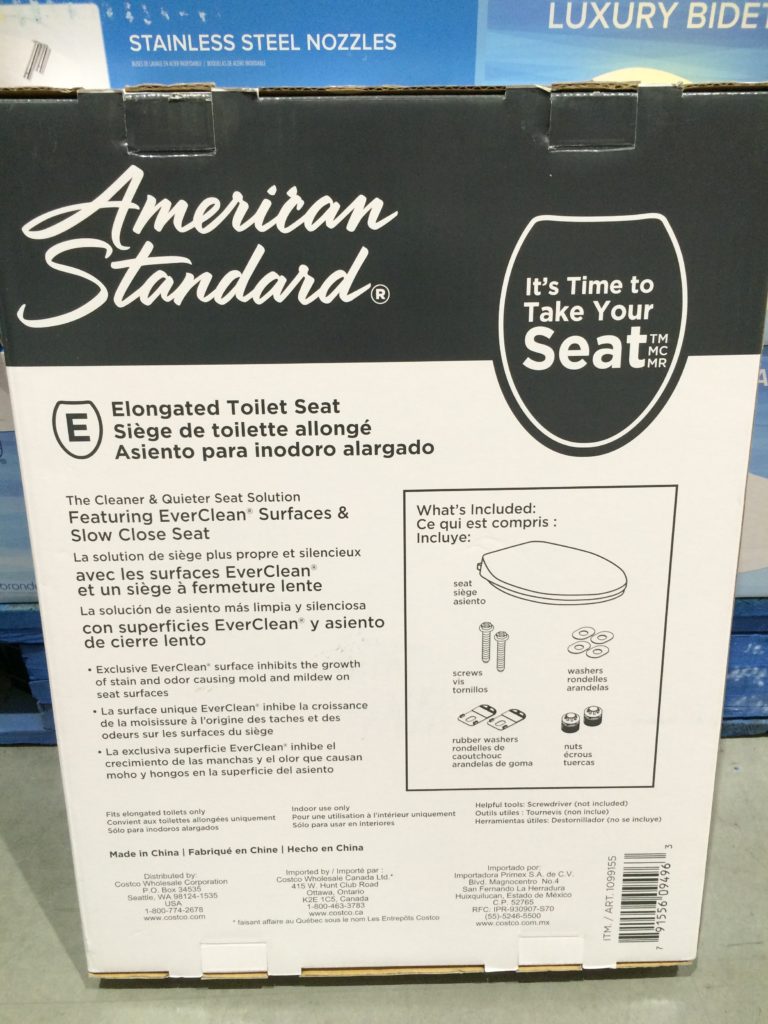 STAINLESS STEEL NOZZLES
LUXURY BIDET
American
Standard®
It's Time to
Take Your
Seat TM
MC
MR
E
Elongated Toilet Seat
Siège de toilette allongé
Asiento para inodoro alargado
The Cleaner & Quieter Seat Solution
Featuring EverClean® Surfaces &
Slow Close Seat
La solution de siège plus propre et silencieux
avec les surfaces EverClean®
et un siège à fermeture lente
La solución de asiento más limpia y silenciosa
con superficies EverClean® y asiento
de cierre lento
• Exclusive EverClean® surface inhibits the growth
of stain and odor causing mold and mildew on
seat surfaces
• La surface unique EverClean® inhibe la croissance
de la moisissure à l'origine des taches et des
odeurs sur les surfaces du siège
• La exclusiva superficie EverClean® inhibe el
crecimiento de las manchas y el olor que causan
moho y hongos en la superficie del asiento
What's Included:
Ce qui est compris :
Incluye:
seat
siège
asiento
screws
vis
tornillos
washers
rondelles
arandelas
rubber washers
rondelles de
caoutchouc
arandelas de goma
nuts
écrous
tuercas
Fits elongated toilets only
Convient aux toilettes allongées uniquement
Sólo para inodoros alargados
Indoor use only
Pour une utilisation à l'intérieur uniquement
Sólo para usar en interiores
Helpful tools: Screwdriver (not included)
Outils utiles : Tournevis (non inclue)
Herramientas útiles: Destornillador (no se incluye)
Made in China | Fabriqué en Chine | Hecho en China
Distributed by:
Costco Wholesale Corporation
P.O. Box 34535
Seattle, WA 98124-1535
USA
1-800-774-2678
www.costco.com
Imported by / Importé par :
Costco Wholesale Canada Ltd.*
415 W. Hunt Club Road
Ottawa, Ontario
K2E 1C5, Canada
1-800-463-3783
www.costco.ca
* faisant affaire au Québec sous le nom Les Entrepôts Costco
Importado por:
Importadora Primex S.A. de C.V.
Blvd. Magnocentro No.4
San Fernando La Herradura
Huixquilucan, Estado de México
C.P. 52765
RFC. IPR-930907-S70
(55)-5246-5500
www.costco.com.mx
ITM. / ART. 1099155
7 91556 09496 3